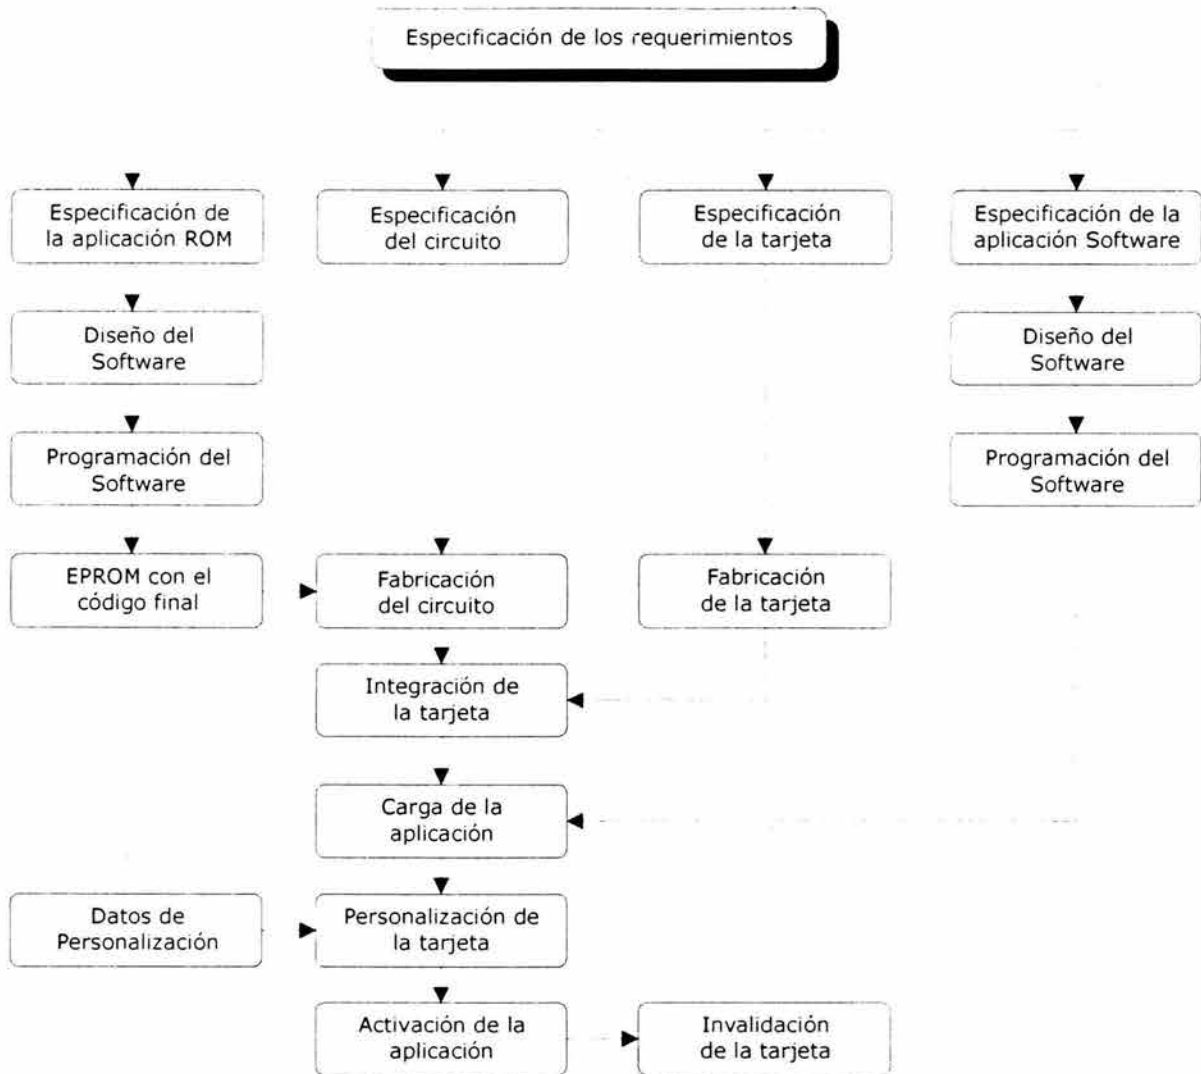 Especificación de los requerimientos
Especificación de
la aplicación ROM
Especificación
del circuito
Especificación
de la tarjeta
Especificación de la
aplicación Software
Diseño del
Software
Diseño del
Software
Programación del
Software
Programación del
Software
EPROM con el
código final
Fabricación
del circuito
Fabricación
de la tarjeta
Integración de
la tarjeta
Carga de la
aplicación
Datos de
Personalización
Personalización de
la tarjeta
Activación de la
aplicación
Invalidación
de la tarjeta